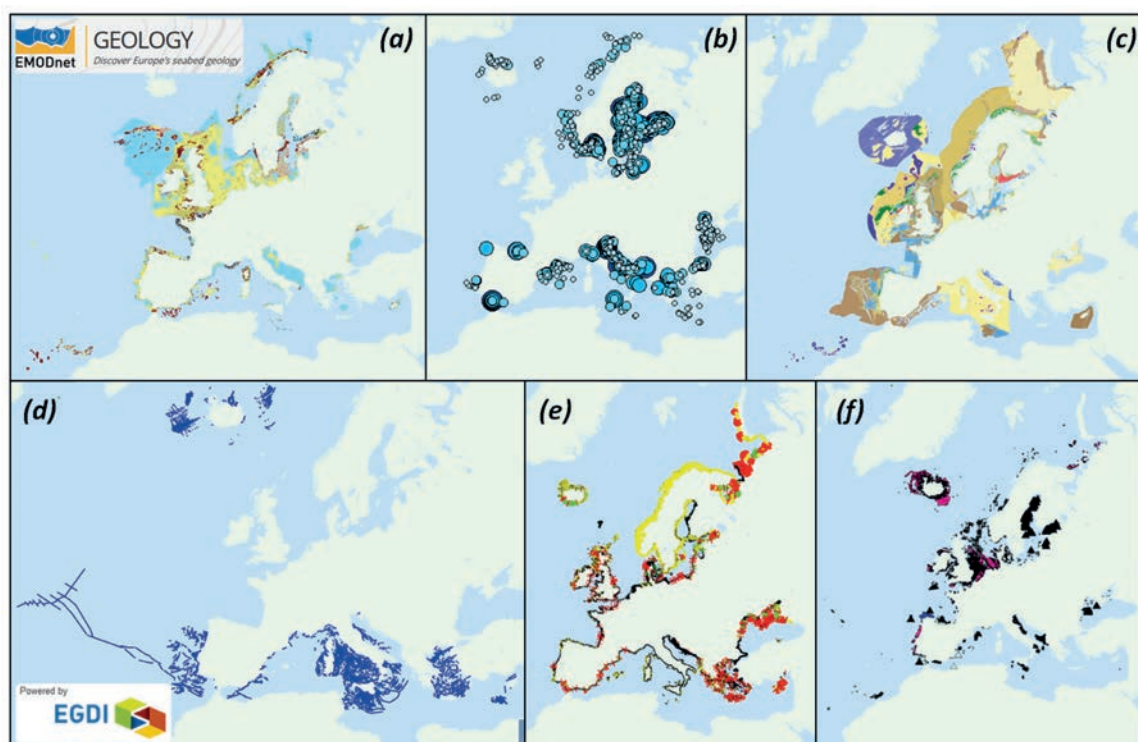 EMODnet
GEOLOGY
Discover Europe's seabed geology
(a)
(b)
(c)
(d)
(e)
(f)
Powered by
EGDI